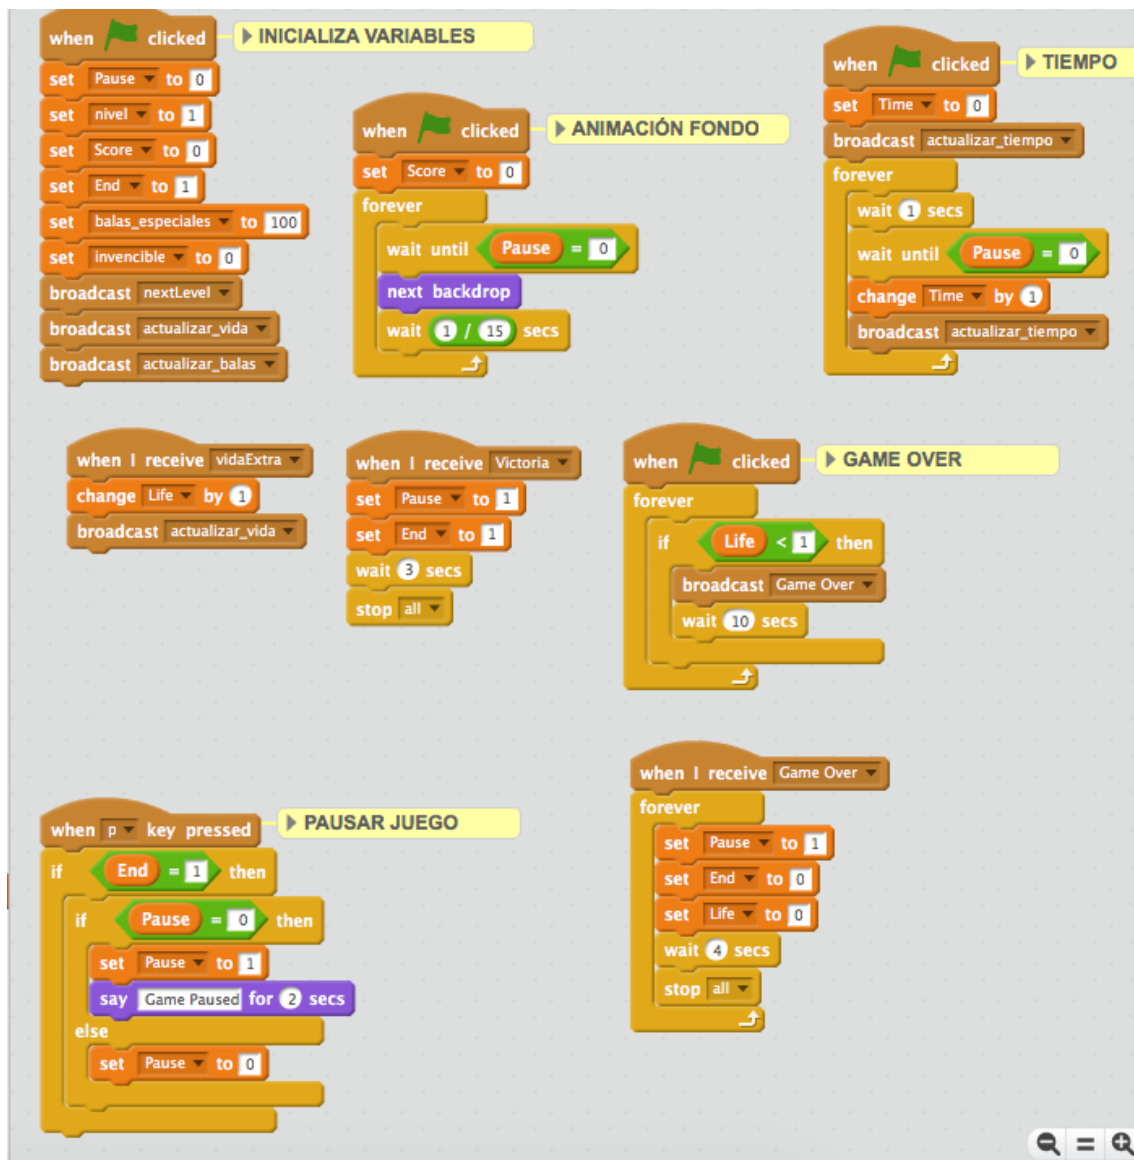 when clicked
INICIALIZA VARIABLES
set Pause to 0
set nivel to 1
set Score to 0
set End to 1
set balas_especiales to 100
set invencible to 0
broadcast nextLevel
broadcast actualizar_vida
broadcast actualizar_balas
when clicked
ANIMACIÓN FONDO
set Score to 0
forever
wait until Pause = 0
next backdrop
wait 1 / 15 secs
when clicked
TIEMPO
set Time to 0
broadcast actualizar_tiempo
forever
wait 1 secs
wait until Pause = 0
change Time by 1
broadcast actualizar_tiempo
when I receive vidaExtra
change Life by 1
broadcast actualizar_vida
when I receive Victoria
set Pause to 1
set End to 1
wait 3 secs
stop all
when clicked
GAME OVER
forever
if Life < 1 then
broadcast Game Over
wait 10 secs
when I receive Game Over
forever
set Pause to 1
set End to 0
set Life to 0
wait 4 secs
stop all
when p key pressed
PAUSAR JUEGO
if End = 1 then
if Pause = 0 then
set Pause to 1
say Game Paused for 2 secs
else
set Pause to 0